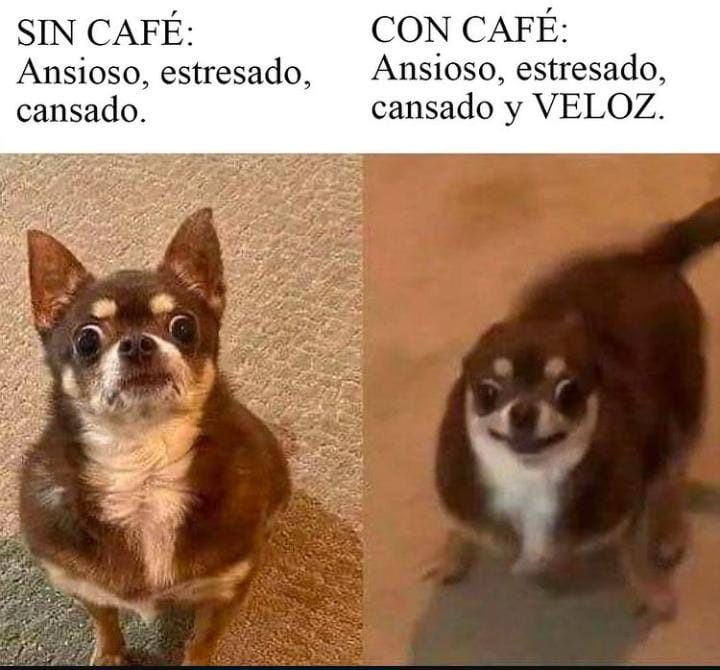 SIN CAFÉ:
Ansioso, estresado,
cansado.
CON CAFÉ:
Ansioso, estresado,
cansado y VELOZ.